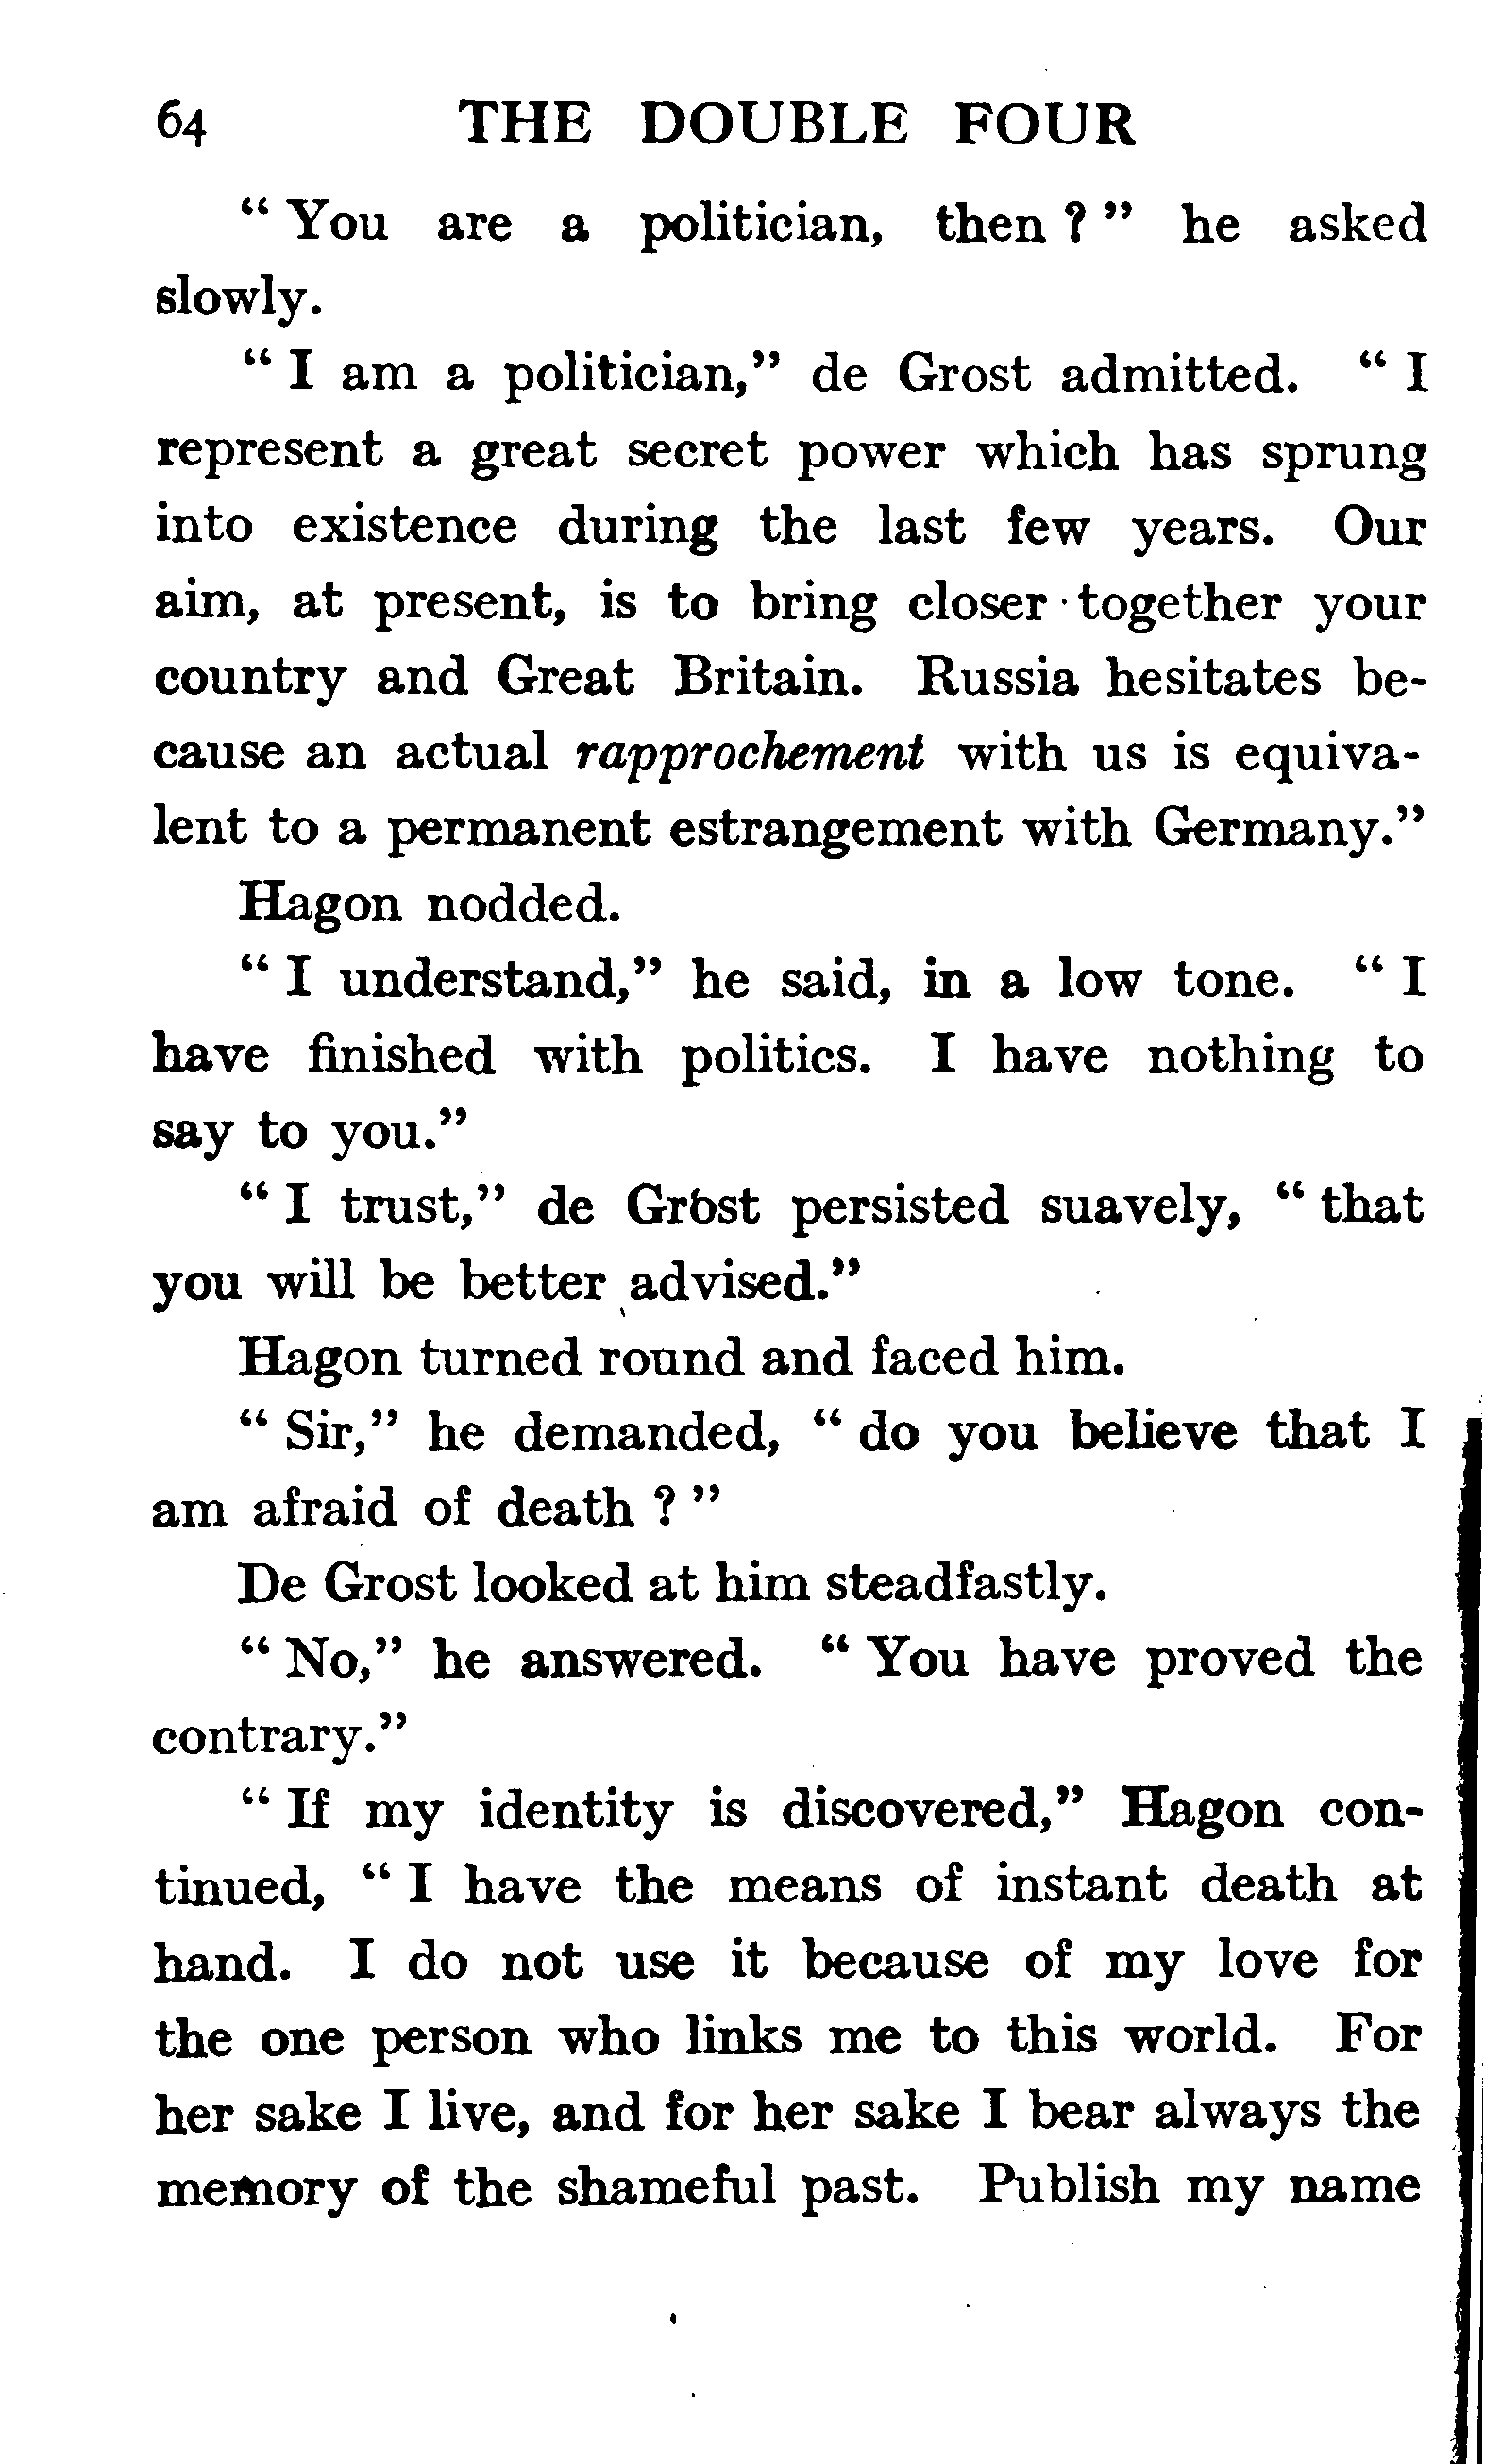 64 THE DOUBLE FOUR
“ You are a politician, then ? ” he asked
slowly.
“ I am a politician,” de Grost admitted. “ I
represent a great secret power which has sprung
into existence during the last few years. Our
aim, at present, is to bring closer together your
country and Great Britain. Russia hesitates be-
cause an actual rapprochement with us is equiva-
lent to a permanent estrangement with Germany.”
Hagon nodded.
“ I understand,” he said, in a low tone. “ I
have finished with politics. I have nothing to
say to you.”
“ I trust,” de Grost persisted suavely, “ that
you will be better advised.”
Hagon turned round and faced him.
“ Sir,” he demanded, “ do you believe that I
am afraid of death ? ”
De Grost looked at him steadfastly.
“ No,” he answered. “ You have proved the
contrary.”
“ If my identity is discovered,” Hagon con-
tinued, “ I have the means of instant death at
hand. I do not use it because of my love for
the one person who links me to this world. For
her sake I live, and for her sake I bear always the
memory of the shameful past. Publish my name